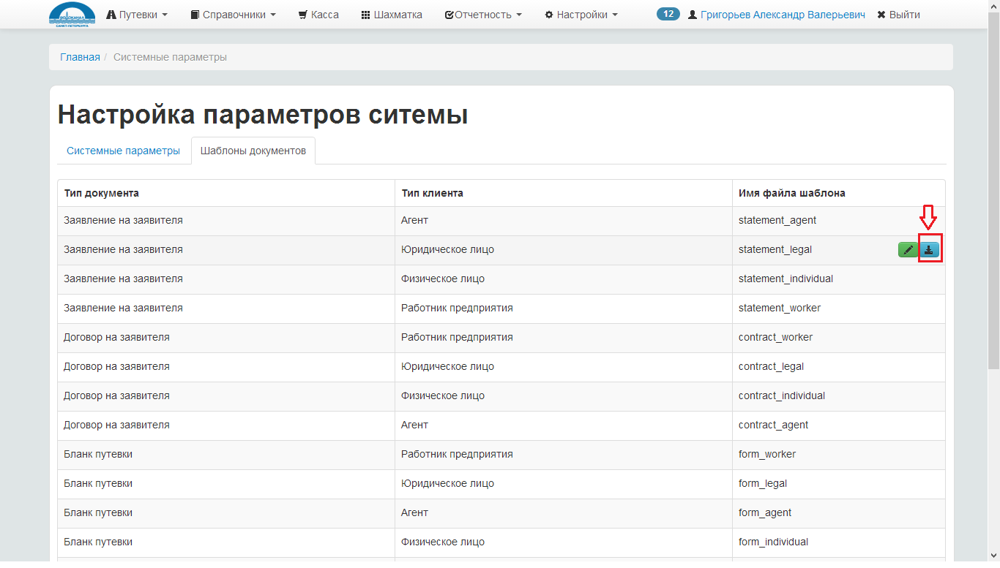 ВОДОКАНАЛ
САНКТ-ПЕТЕРБУРГА
Путевки Справочники Касса Шахматка Отчетность Настройки 12 Григорьев Александр Валерьевич Выйти
Главная / Системные параметры
Настройка параметров ситемы
Системные параметры Шаблоны документов
Тип документа Тип клиента Имя файла шаблона
Заявление на заявителя Агент statement_agent
Заявление на заявителя Юридическое лицо statement_legal
Заявление на заявителя Физическое лицо statement_individual
Заявление на заявителя Работник предприятия statement_worker
Договор на заявителя Работник предприятия contract_worker
Договор на заявителя Юридическое лицо contract_legal
Договор на заявителя Физическое лицо contract_individual
Договор на заявителя Агент contract_agent
Бланк путевки Работник предприятия form_worker
Бланк путевки Юридическое лицо form_legal
Бланк путевки Агент form_agent
Бланк путевки Физическое лицо form_individual